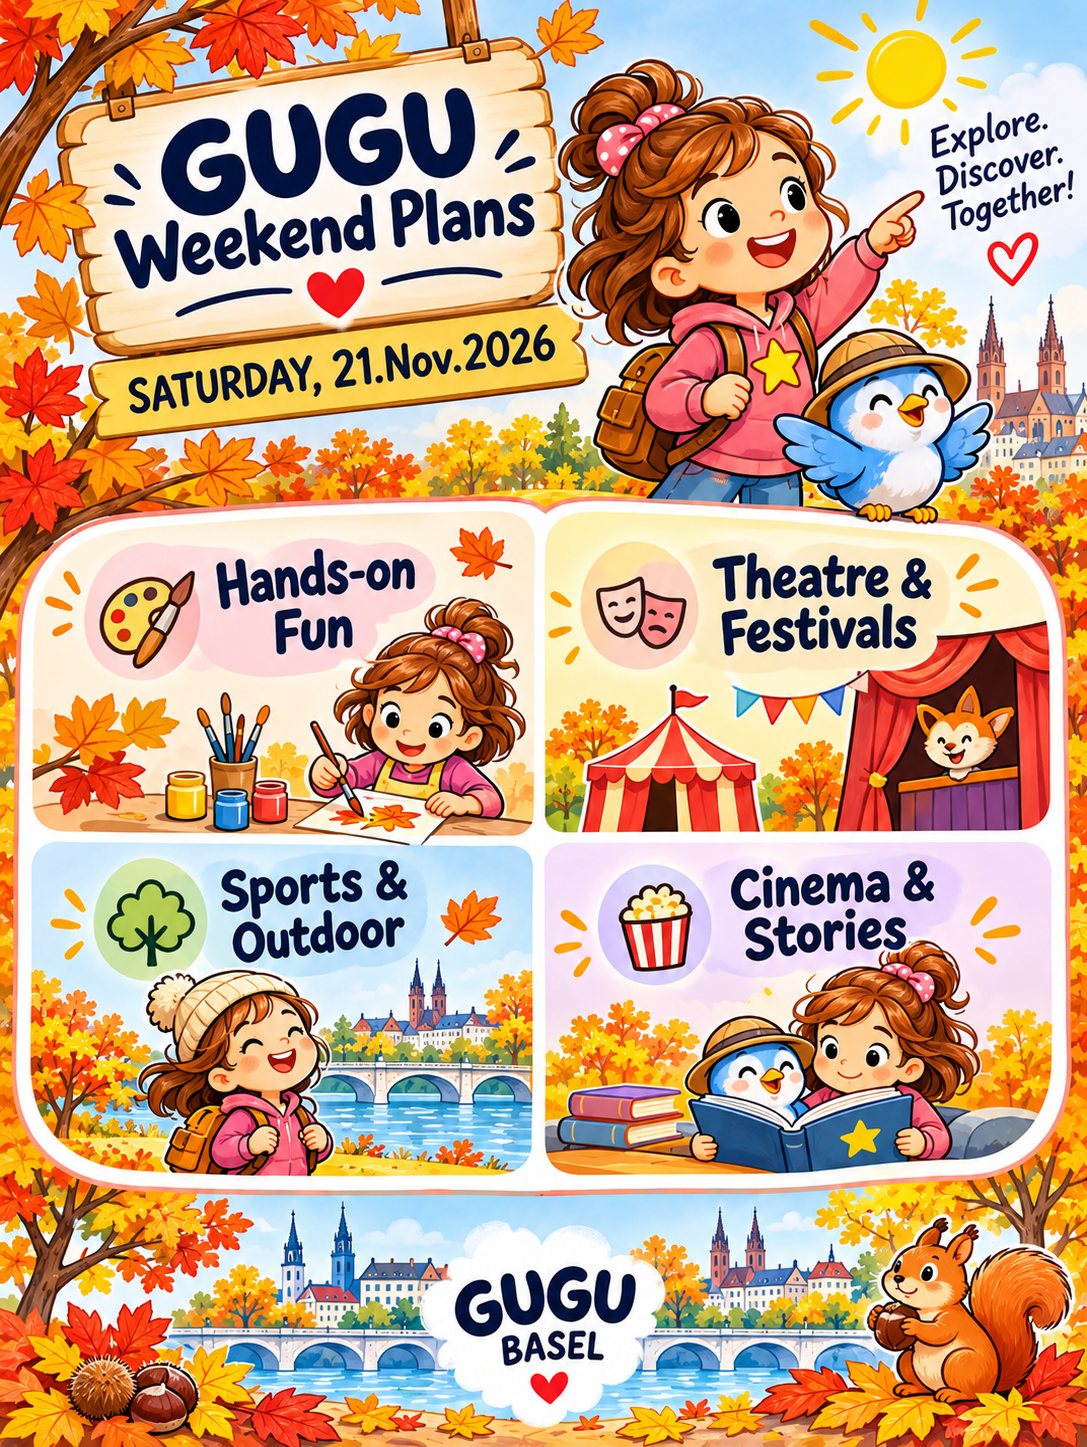 GUGU
Weekend Plans
SATURDAY, 21.Nov.2026
Explore.
Discover.
Together!
Hands-on
Fun
Theatre &
Festivals
Sports &
Outdoor
Cinema &
Stories
GUGU
BASEL